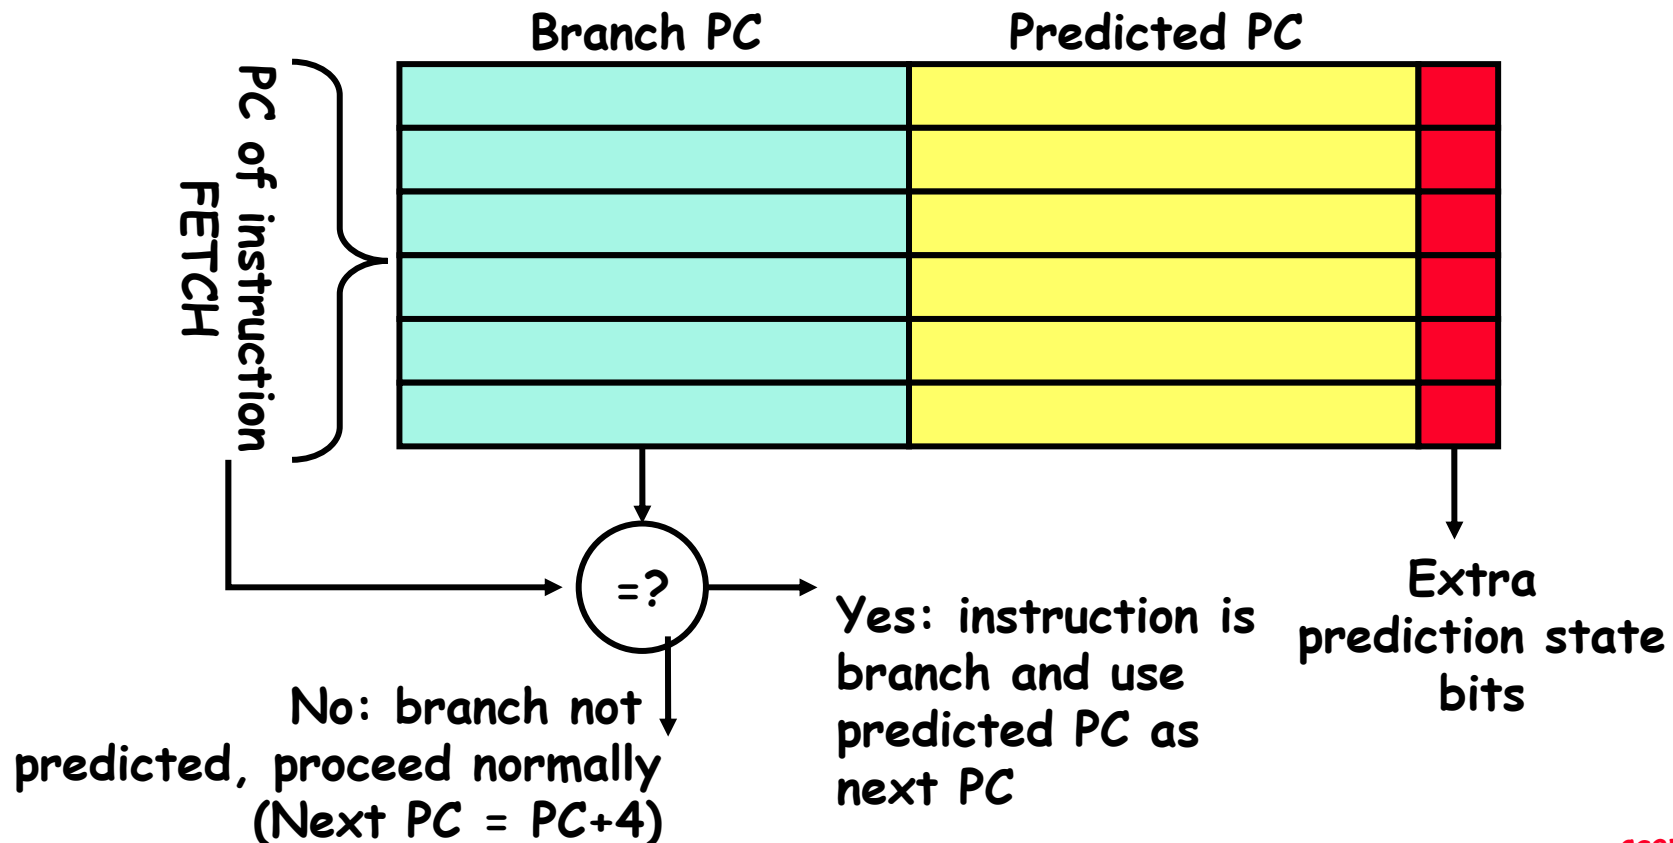 Branch PC
Predicted PC
PC of instruction
FETCH
=?
Yes: instruction is
branch and use
predicted PC as
next PC
Extra
prediction state
bits
No: branch not
predicted, proceed normally
(Next PC = PC+4)